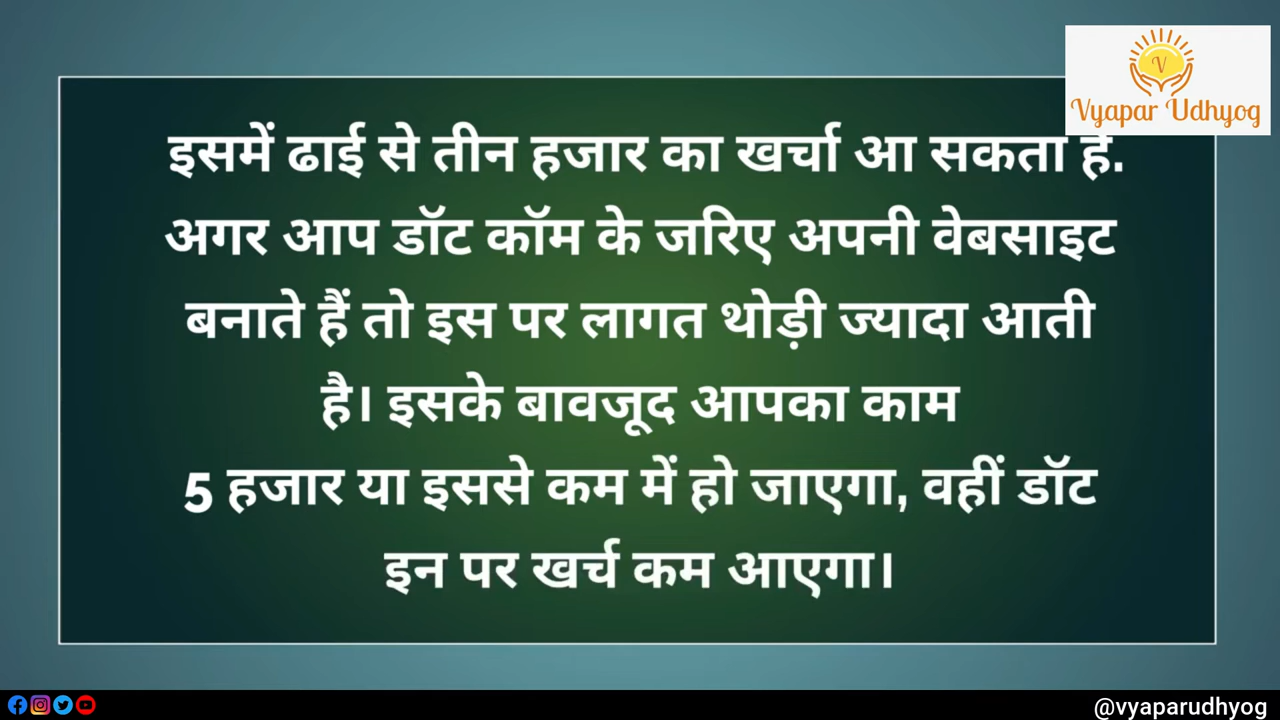 V
Vyapar Udhyog
इसमें ढाई से तीन हजार का खर्चा आ सकता है.
अगर आप डॉट कॉम के जरिए अपनी वेबसाइट
बनाते हैं तो इस पर लागत थोड़ी ज्यादा आती
है। इसके बावजूद आपका काम
5 हजार या इससे कम में हो जाएगा, वहीं डॉट
इन पर खर्च कम आएगा।
@vyaparudhyog